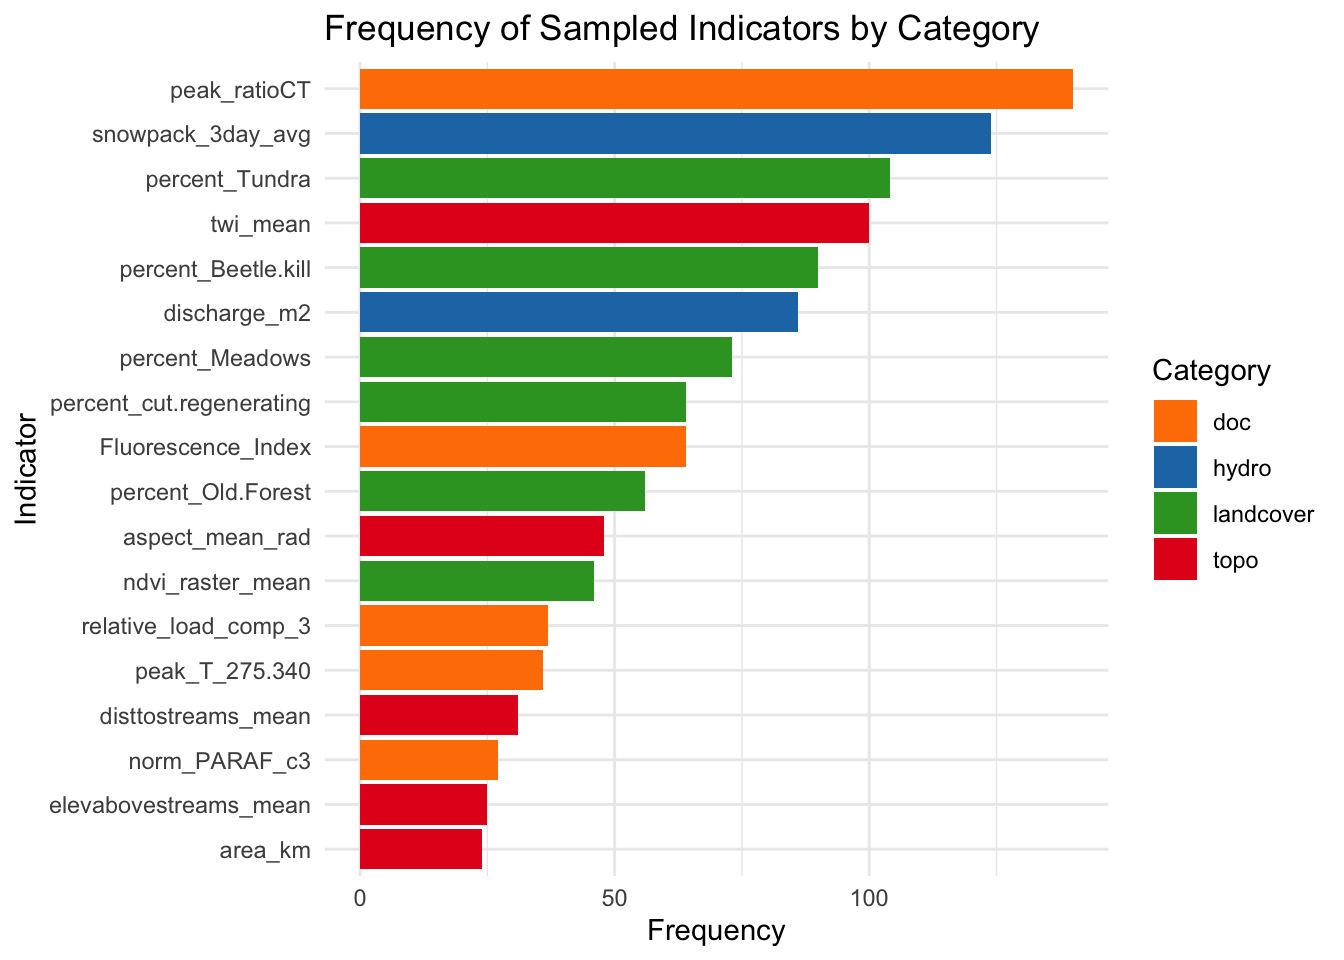 Frequency of Sampled Indicators by Category
Indicator
peak_ratioCT
snowpack_3day_avg
percent_Tundra
twi_mean
percent_Beetle.kill
discharge_m2
percent_Meadows
percent_cut.regenerating
Fluorescence_Index
percent_Old.Forest
aspect_mean_rad
ndvi_raster_mean
relative_load_comp_3
peak_T_275.340
disttostreams_mean
norm_PARAF_c3
elevabovestreams_mean
area_km
0 50 100
Frequency
Category
doc
hydro
landcover
topo